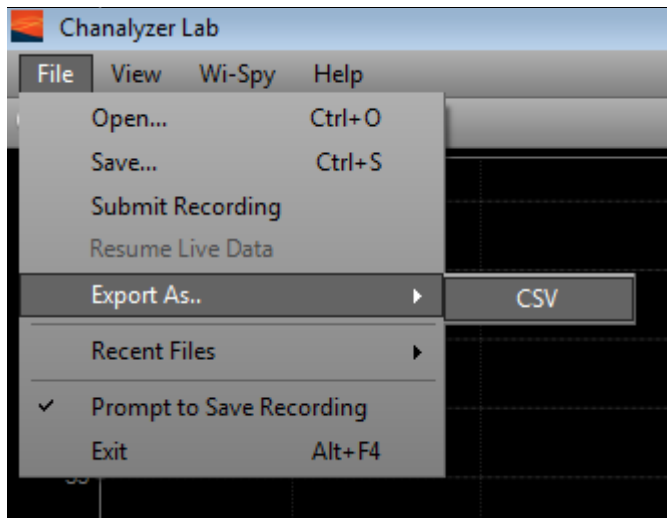 Chanalyzer Lab
File View Wi-Spy Help
Open... Ctrl+O
Save... Ctrl+S
Submit Recording
Resume Live Data
Export As.. CSV
Recent Files
Prompt to Save Recording
Exit Alt+F4